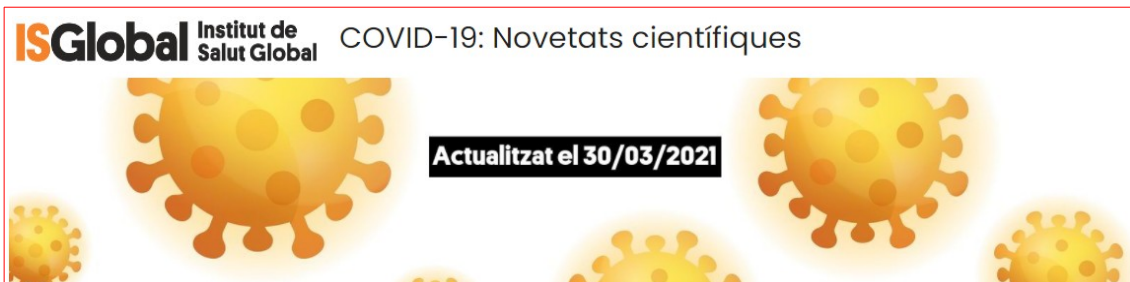 ISGlobal Institut de Salut Global
COVID-19: Novetats científiques
Actualitzat el 30/03/2021